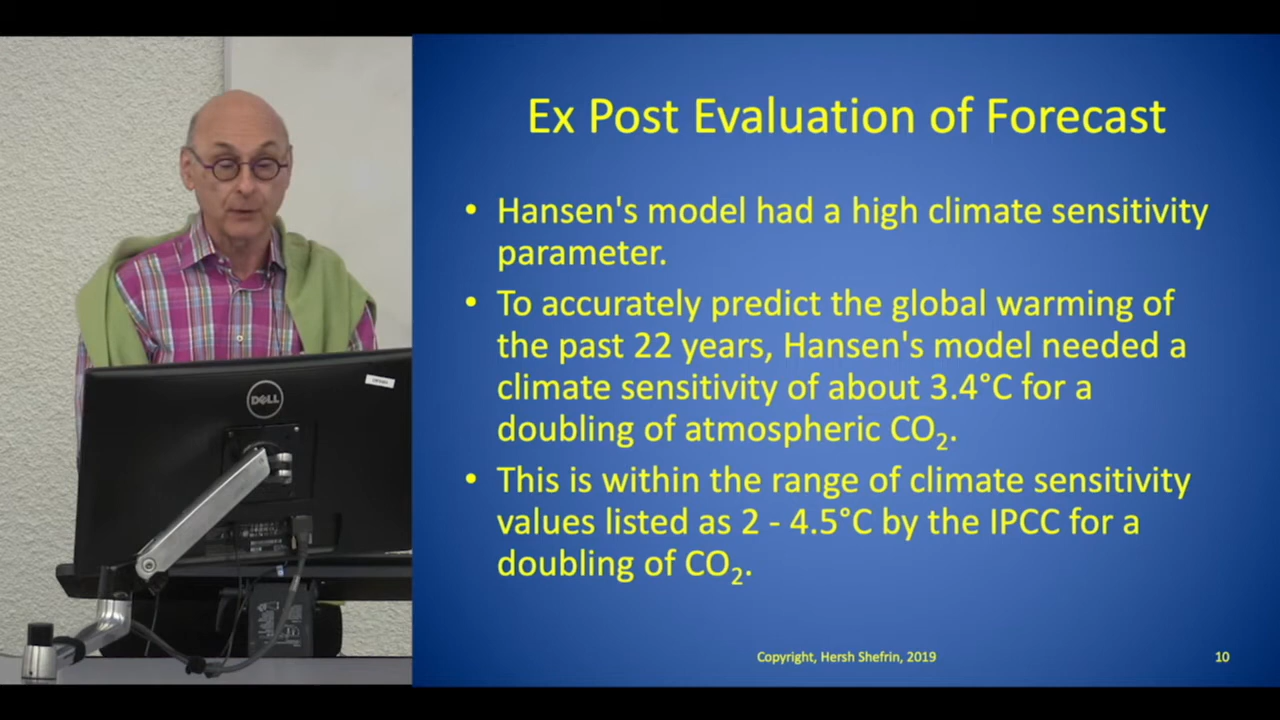 Ex Post Evaluation of Forecast
• Hansen's model had a high climate sensitivity
parameter.
• To accurately predict the global warming of
the past 22 years, Hansen's model needed a
climate sensitivity of about 3.4°C for a
doubling of atmospheric CO₂.
• This is within the range of climate sensitivity
values listed as 2 - 4.5°C by the IPCC for a
doubling of CO₂.
Copyright, Hersh Shefrin, 2019
10
DELL